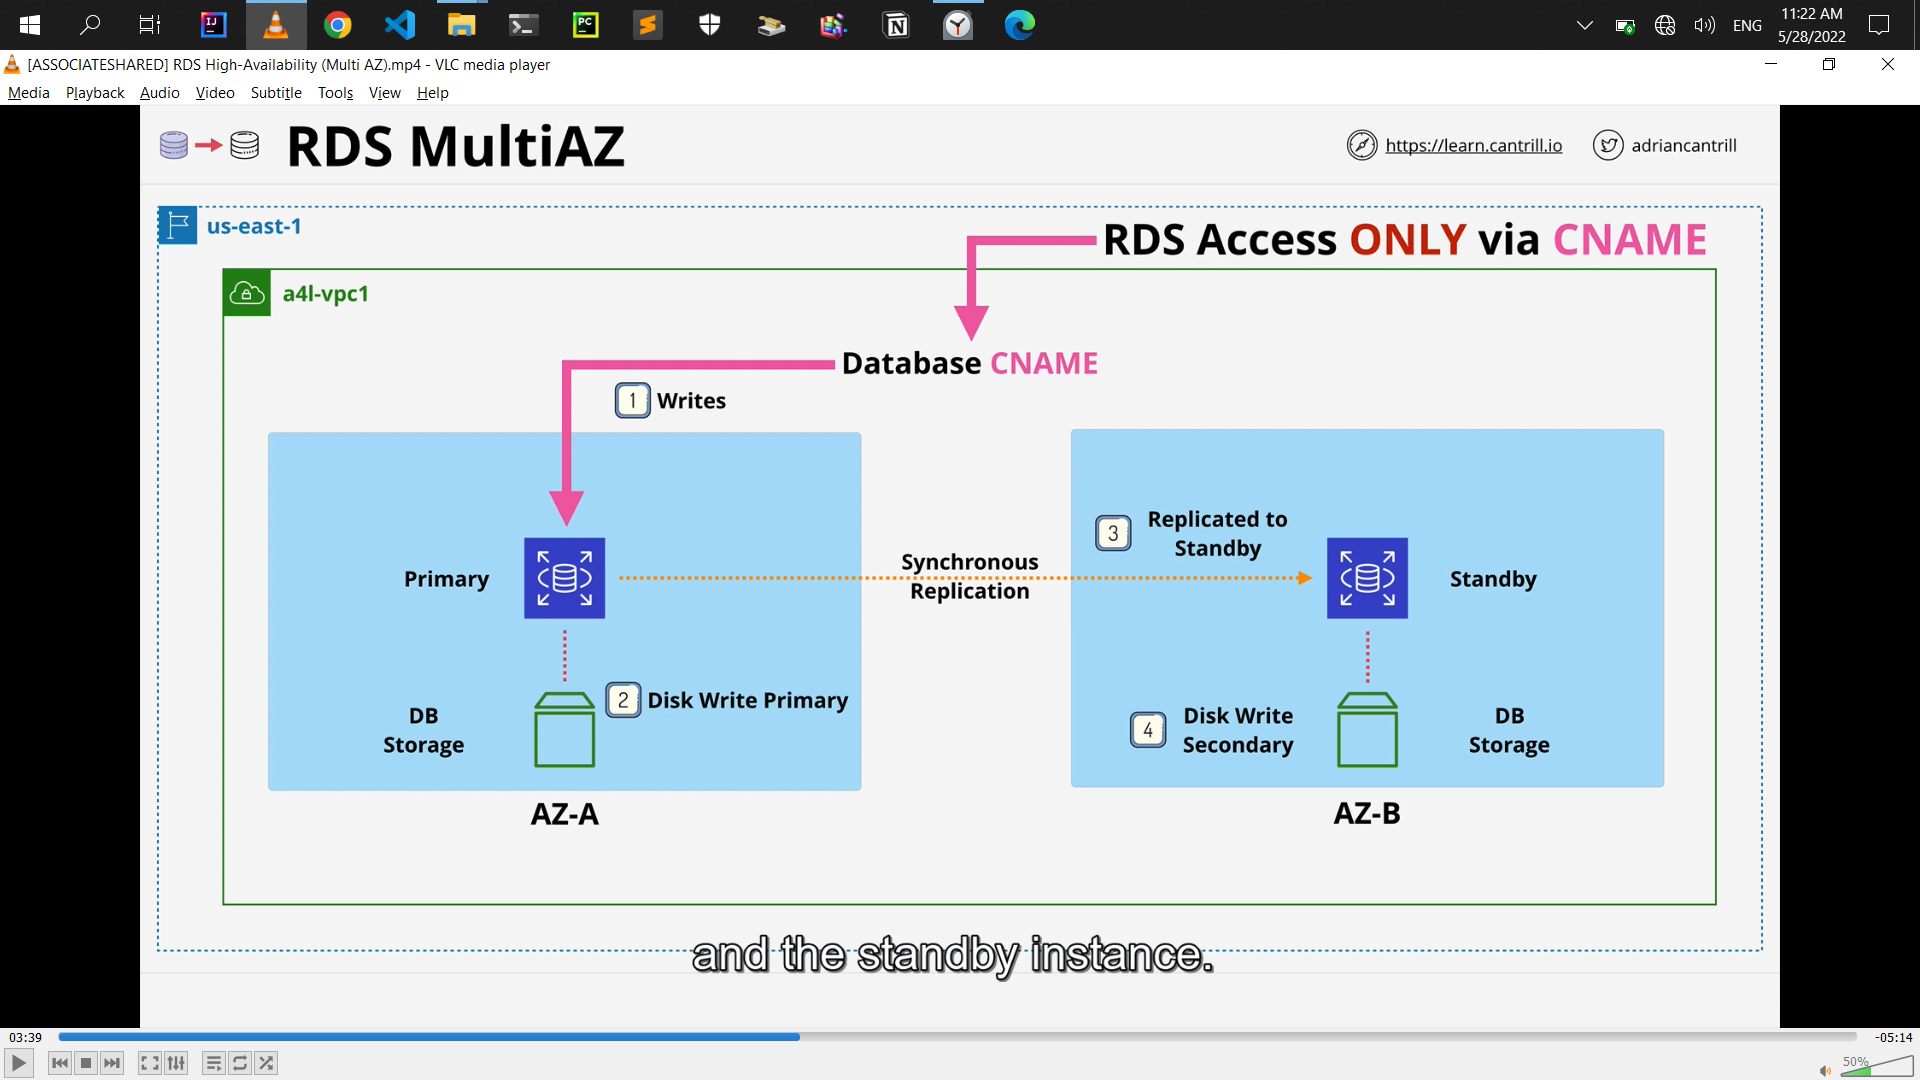 ENG
11:22 AM
5/28/2022
[ASSOCIATESHARED] RDS High-Availability (Multi AZ).mp4 - VLC media player
Media Playback Audio Video Subtitle Tools View Help
RDS MultiAZ
https://learn.cantrill.io
adriancantrill
us-east-1
RDS Access ONLY via CNAME
a4l-vpc1
Database CNAME
1 Writes
3 Replicated to
Standby
Synchronous
Replication
Primary
Standby
2 Disk Write Primary
DB
Storage
4 Disk Write
Secondary
DB
Storage
AZ-A
AZ-B
and the standby instance.
03:39
-05:14
50%
IJ
PC
N